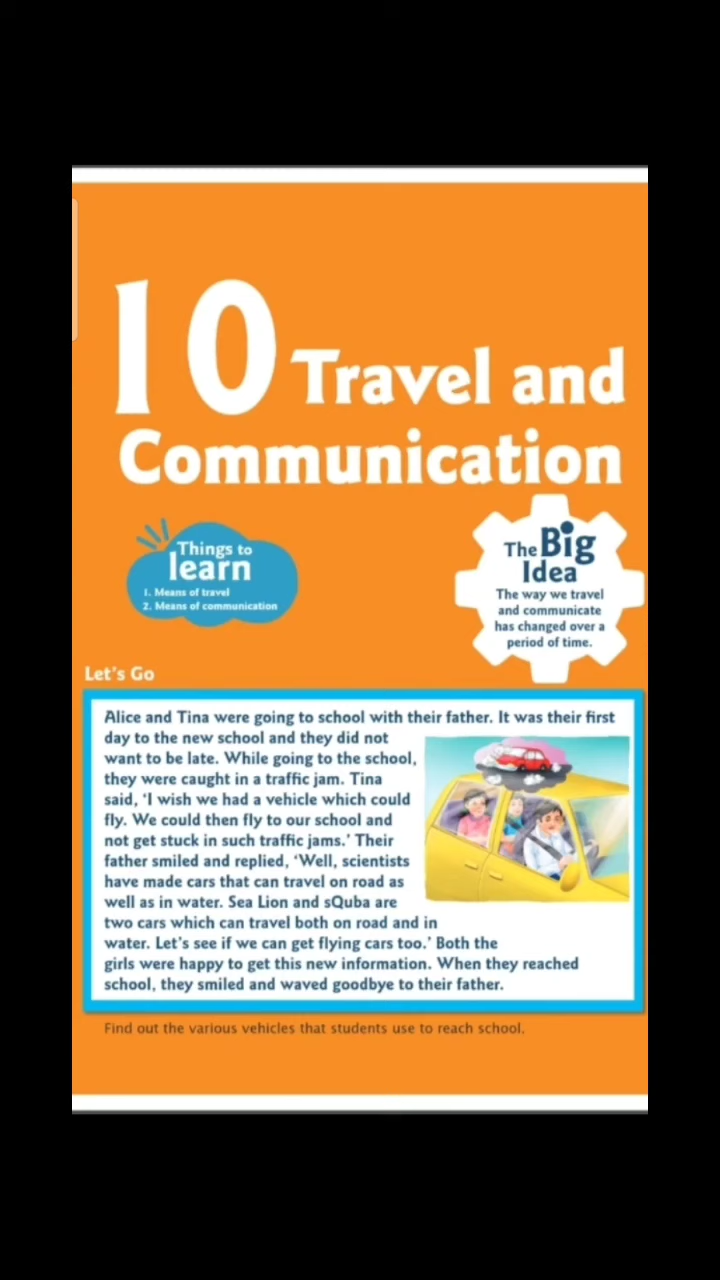 10 Travel and
Communication
Things to
learn
1. Means of travel
2. Means of communication
The Big
Idea
The way we travel
and communicate
has changed over a
period of time.
Let's Go
Alice and Tina were going to school with their father. It was their first
day to the new school and they did not
want to be late. While going to the school,
they were caught in a traffic jam. Tina
said, ‘I wish we had a vehicle which could
fly. We could then fly to our school and
not get stuck in such traffic jams.’ Their
father smiled and replied, ‘Well, scientists
have made cars that can travel on road as
well as in water. Sea Lion and sQuba are
two cars which can travel both on road and in
water. Let’s see if we can get flying cars too.’ Both the
girls were happy to get this new information. When they reached
school, they smiled and waved goodbye to their father.
Find out the various vehicles that students use to reach school.